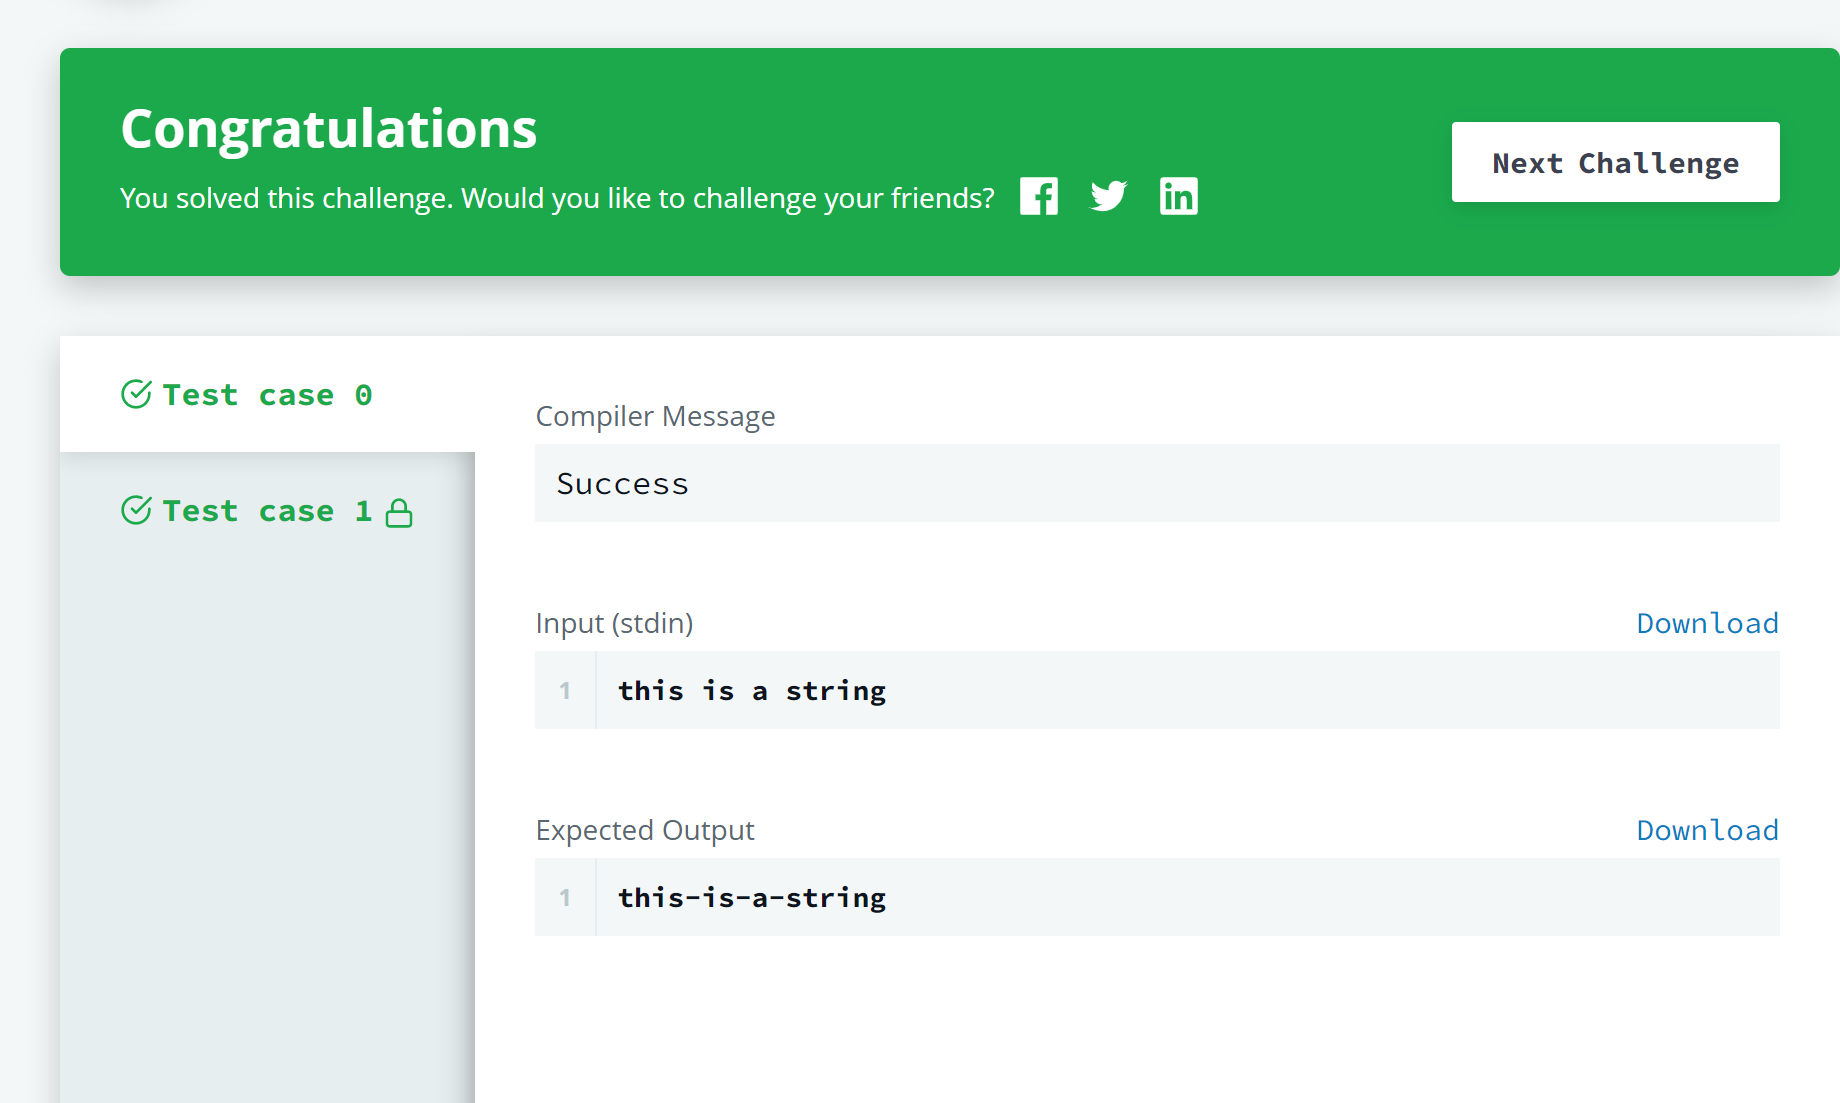 Congratulations
You solved this challenge. Would you like to challenge your friends?
Next Challenge
Test case 0
Test case 1
Compiler Message
Success
Input (stdin)
Download
1 this is a string
Expected Output
Download
1 this-is-a-string